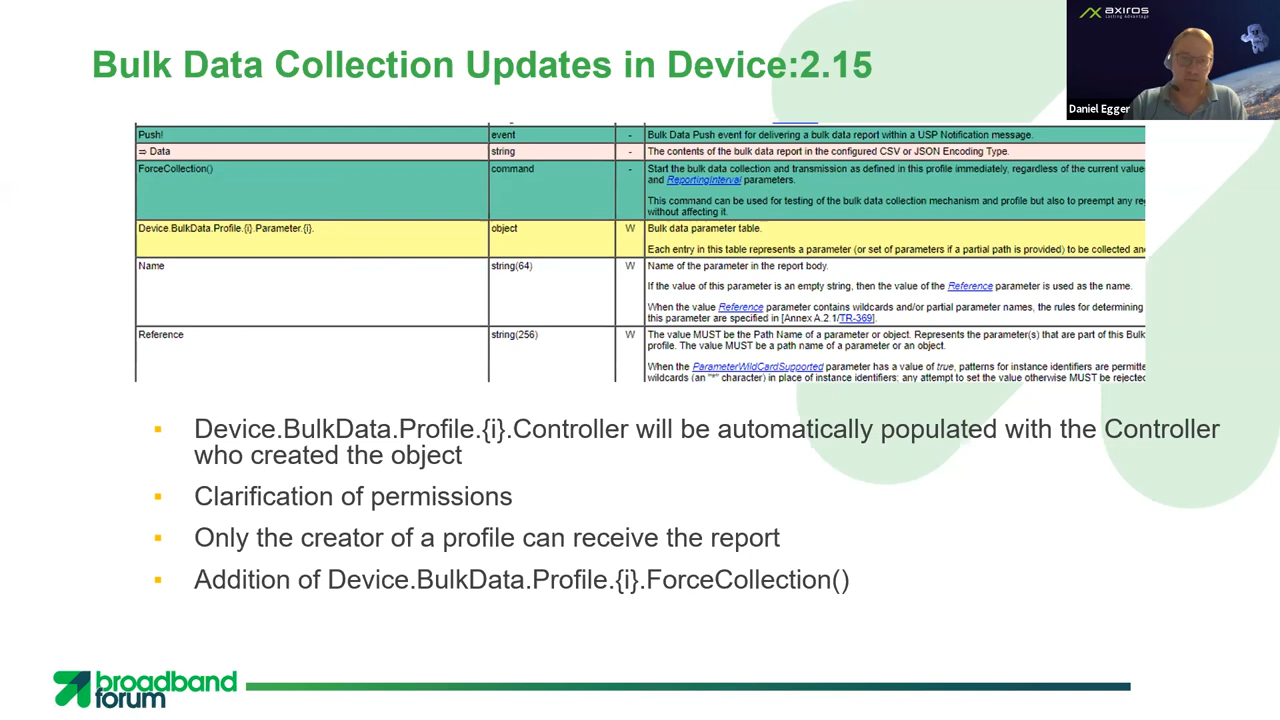 Bulk Data Collection Updates in Device:2.15
axiros
Lasting Advantage
Daniel Egger
Push! event - Bulk Data Push event for delivering a bulk data report within a USP Notification message.
⇒ Data string - The contents of the bulk data report in the configured CSV or JSON Encoding Type.
ForceCollection() command - Start the bulk data collection and transmission as defined in this profile immediately, regardless of the current value
and ReportingInterval parameters.
This command can be used for testing of the bulk data collection mechanism and profile but also to preempt any re
without affecting it.
Device.BulkData.Profile.{i}.Parameter.{i}. object W Bulk data parameter table.
Each entry in this table represents a parameter (or set of parameters if a partial path is provided) to be collected an
Name string(64) W Name of the parameter in the report body.
If the value of this parameter is an empty string, then the value of the Reference parameter is used as the name.
When the value Reference parameter contains wildcards and/or partial parameter names, the rules for determining
this parameter are specified in [Annex A.2.1/TR-369].
Reference string(256) W The value MUST be the Path Name of a parameter or object. Represents the parameter(s) that are part of this Bulk
profile. The value MUST be a path name of a parameter or an object.
When the ParameterWildCardSupported parameter has a value of true, patterns for instance identifiers are permitte
wildcards (an "*" character) in place of instance identifiers; any attempt to set the value otherwise MUST be rejected
▪ Device.BulkData.Profile.{i}.Controller will be automatically populated with the Controller
who created the object
▪ Clarification of permissions
▪ Only the creator of a profile can receive the report
▪ Addition of Device.BulkData.Profile.{i}.ForceCollection()
broadband
forum